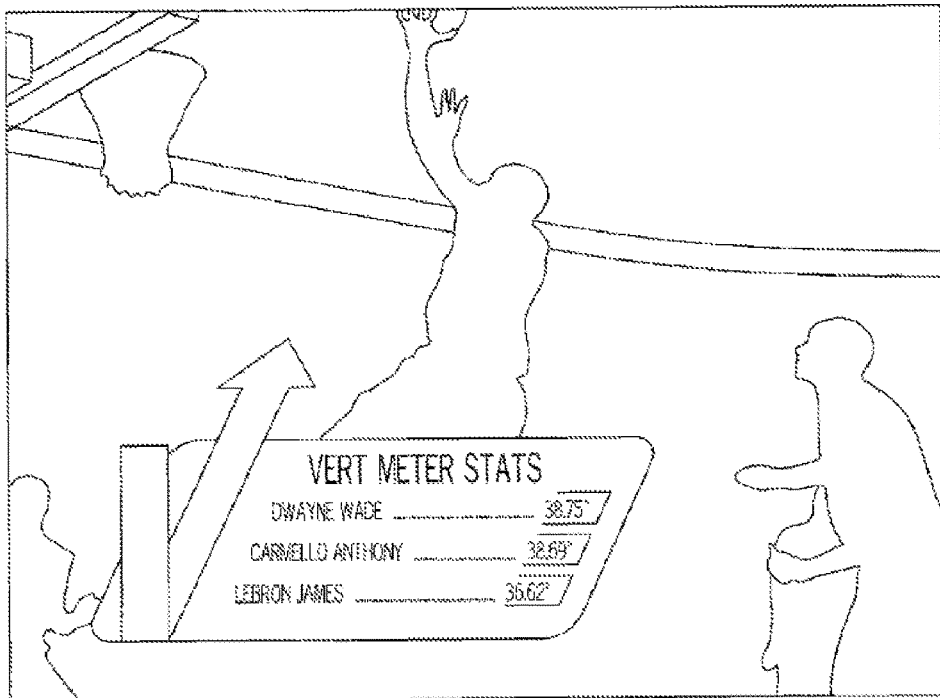 VERT METER STATS
DWAYNE WADE 38.75"
CARMELLO ANTHONY 38.69"
LEBRON JAMES 36.62"